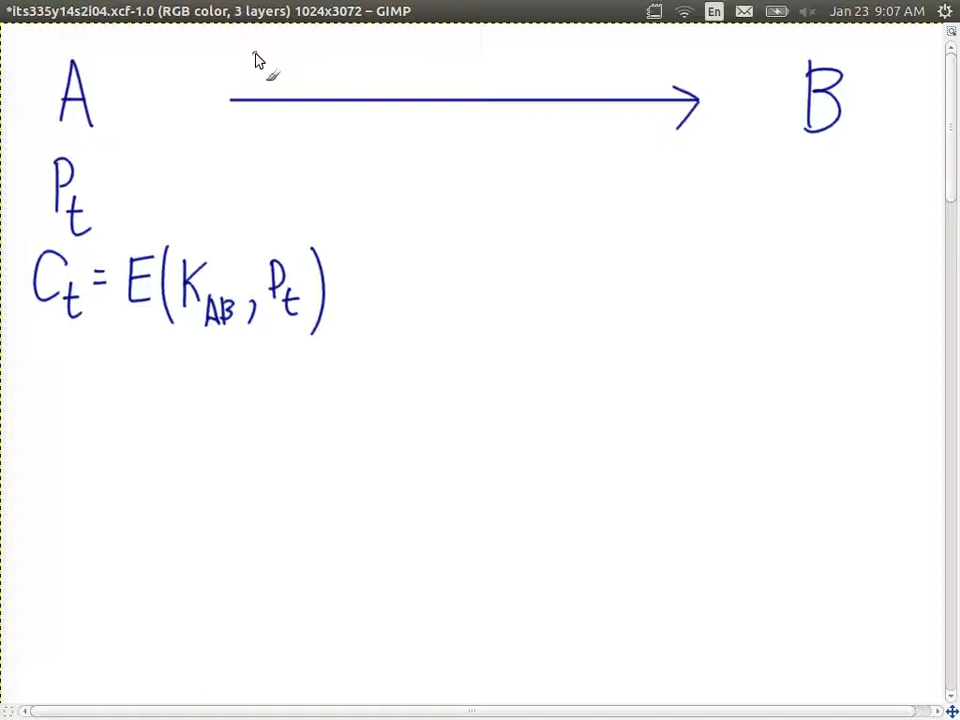 *its335y14s2i04.xcf-1.0 (RGB color, 3 layers) 1024x3072 – GIMP
En
Jan 23 9:07 AM
A B
Pt
Ct = E(KAB, Pt)